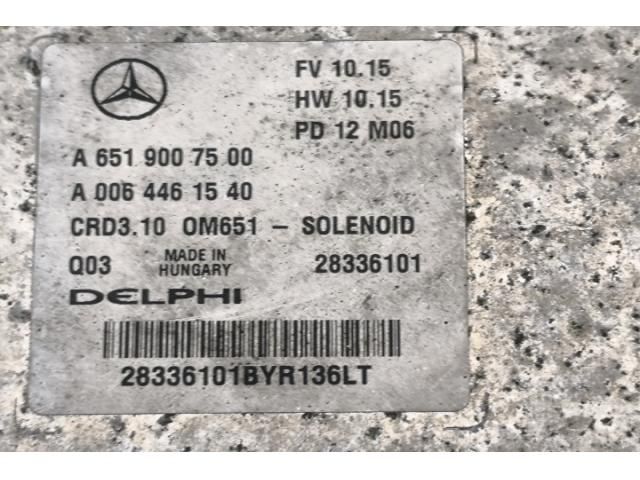 FV 10.15
HW 10.15
PD 12 M06
A 651 900 75 00
A 006 446 15 40
CRD3.10 OM651 – SOLENOID
Q03 MADE IN HUNGARY 28336101
DELPHI
28336101BYR136LT